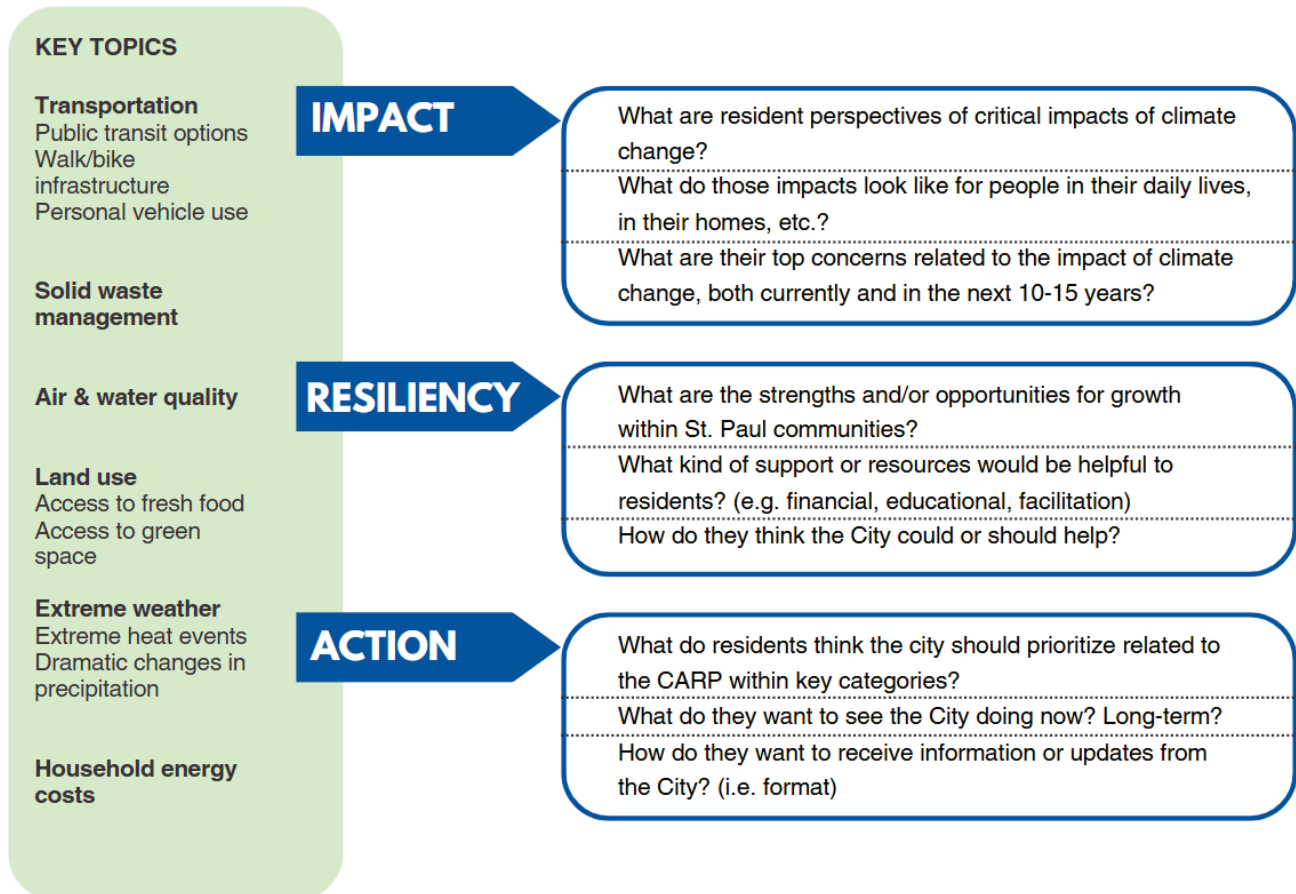 KEY TOPICS
Transportation
Public transit options
Walk/bike
infrastructure
Personal vehicle use
Solid waste
management
Air & water quality
Land use
Access to fresh food
Access to green
space
Extreme weather
Extreme heat events
Dramatic changes in
precipitation
Household energy
costs
IMPACT
What are resident perspectives of critical impacts of climate
change?
What do those impacts look like for people in their daily lives,
in their homes, etc.?
What are their top concerns related to the impact of climate
change, both currently and in the next 10-15 years?
RESILIENCY
What are the strengths and/or opportunities for growth
within St. Paul communities?
What kind of support or resources would be helpful to
residents? (e.g. financial, educational, facilitation)
How do they think the City could or should help?
ACTION
What do residents think the city should prioritize related to
the CARP within key categories?
What do they want to see the City doing now? Long-term?
How do they want to receive information or updates from
the City? (i.e. format)